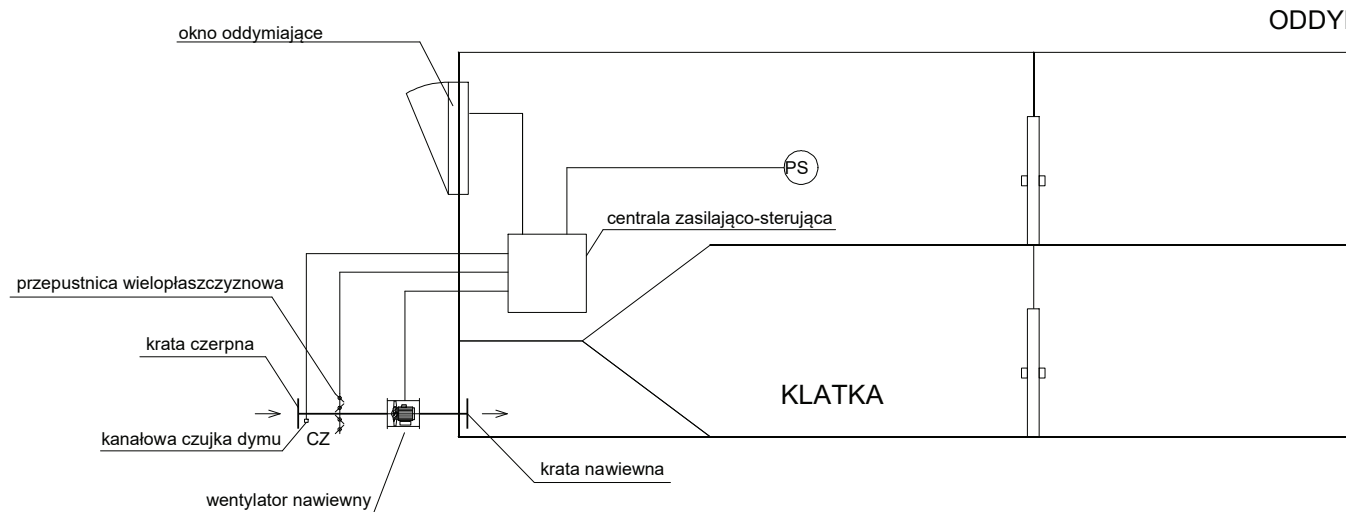 ODDY
okno oddymiające
PS
centrala zasilająco-sterująca
przepustnica wielopłaszczyznowa
krata czerpna
KLATKA
kanałowa czujka dymu
CZ
krata nawiewna
wentylator nawiewny